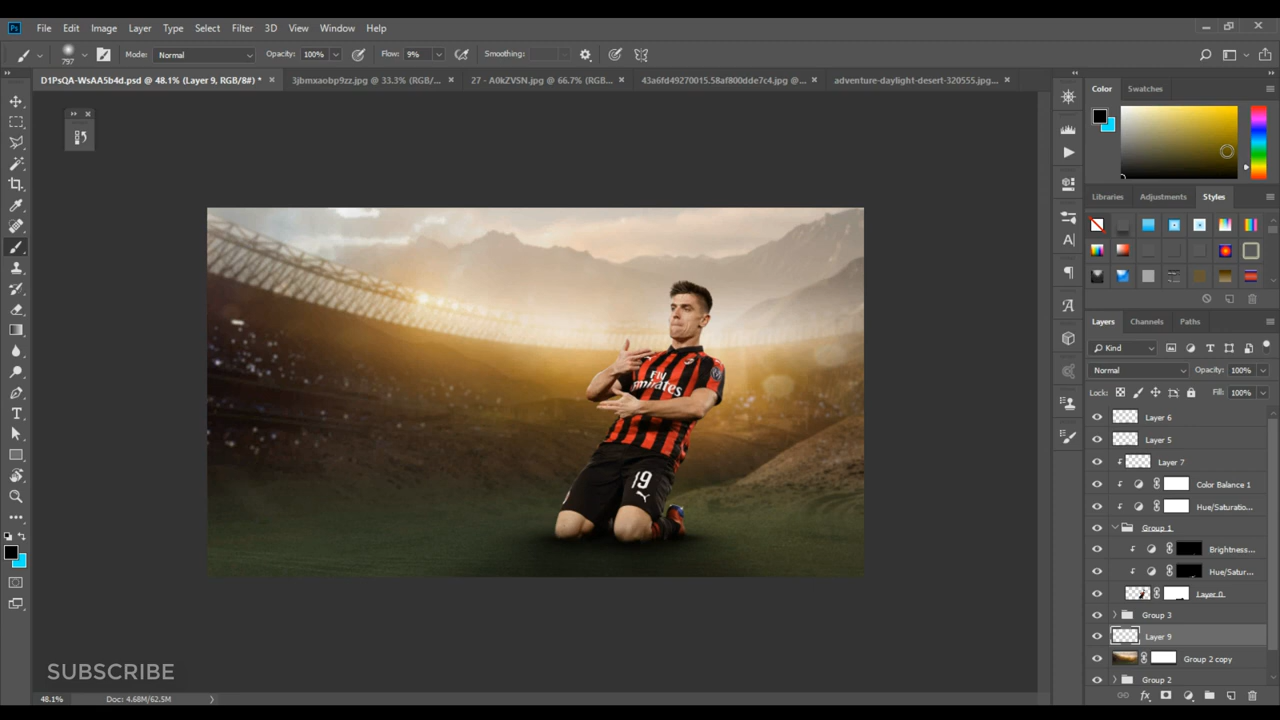 Ps File Edit Image Layer Type Select Filter 3D View Window Help
797 Mode: Normal Opacity: 100% Flow: 9% Smoothing:
D1PsQA-WsAA5b4d.psd @ 48.1% (Layer 9, RGB/8#) * × 3jbmxaobp9zz.jpg @ 33.3% (RGB/... × 27 - A0kZVSN.jpg @ 66.7% (RGB... × 43a6fd49270015.58af800dde7c4.jpg @... × adventure-daylight-desert-320555.jpg... ×
Color Swatches
Libraries Adjustments Styles
Layers Channels Paths
Kind
Normal Opacity: 100%
Lock: Fill: 100%
Layer 6
Layer 5
Layer 7
Color Balance 1
Hue/Saturatio...
Group 1
Brightness...
Hue/Satur...
Layer 0
Group 3
Layer 9
Group 2 copy
Group 2
Fly
Emirates
19
SUBSCRIBE
48.1% Doc: 4.68M/62.5M